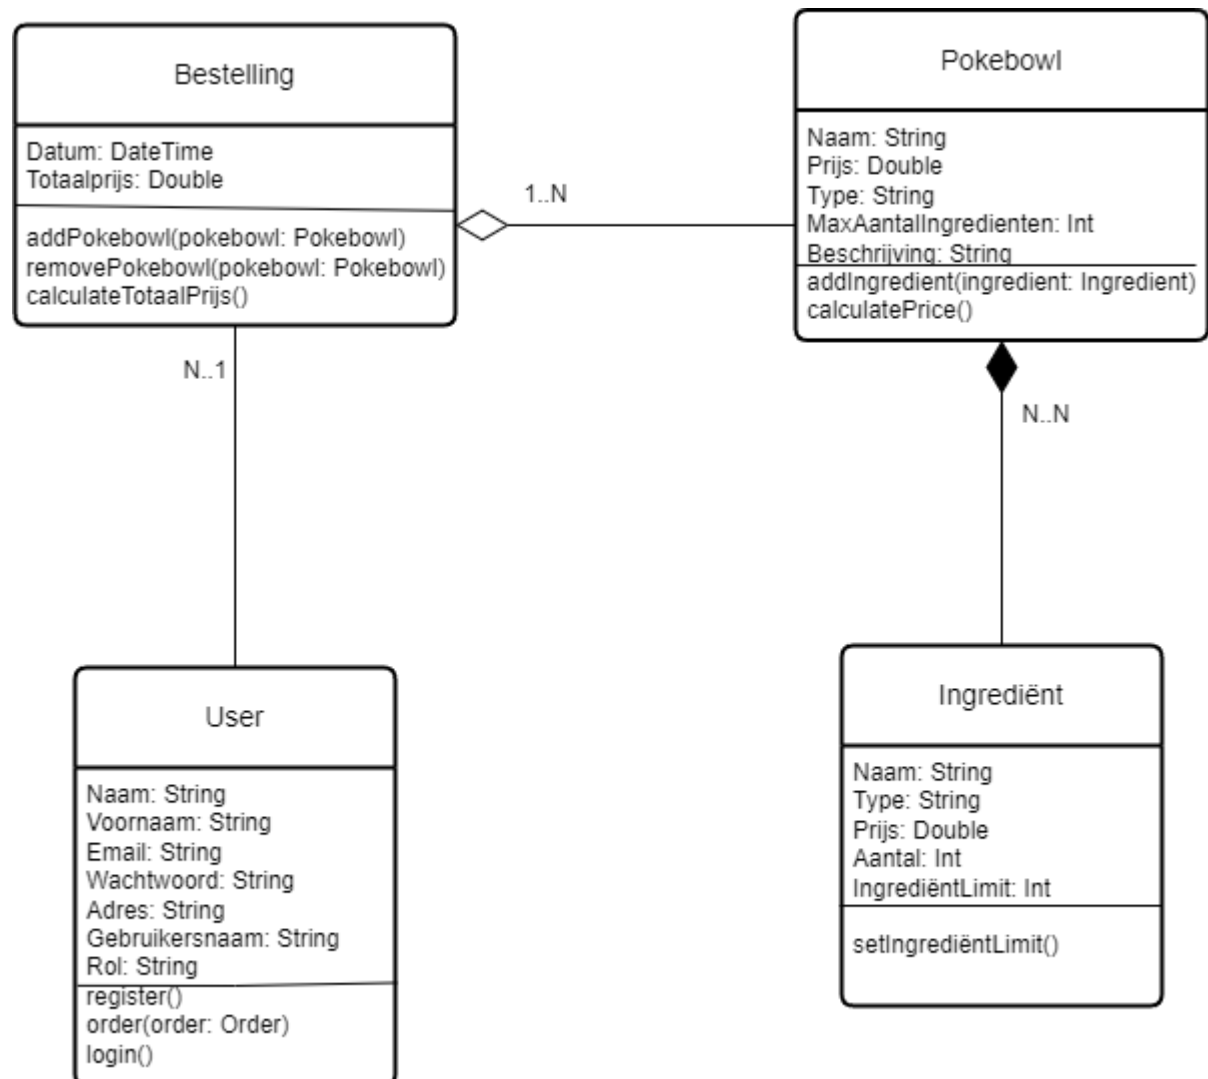 Bestelling
Datum: DateTime
Totaalprijs: Double
addPokebowl(pokebowl: Pokebowl)
removePokebowl(pokebowl: Pokebowl)
calculateTotaalPrijs()
1..N
Pokebowl
Naam: String
Prijs: Double
Type: String
MaxAantalIngredienten: Int
Beschrijving: String
addIngredient(ingredient: Ingredient)
calculatePrice()
N..1
N..N
User
Naam: String
Voornaam: String
Email: String
Wachtwoord: String
Adres: String
Gebruikersnaam: String
Rol: String
register()
order(order: Order)
login()
Ingrediënt
Naam: String
Type: String
Prijs: Double
Aantal: Int
IngrediëntLimit: Int
setIngrediëntLimit()